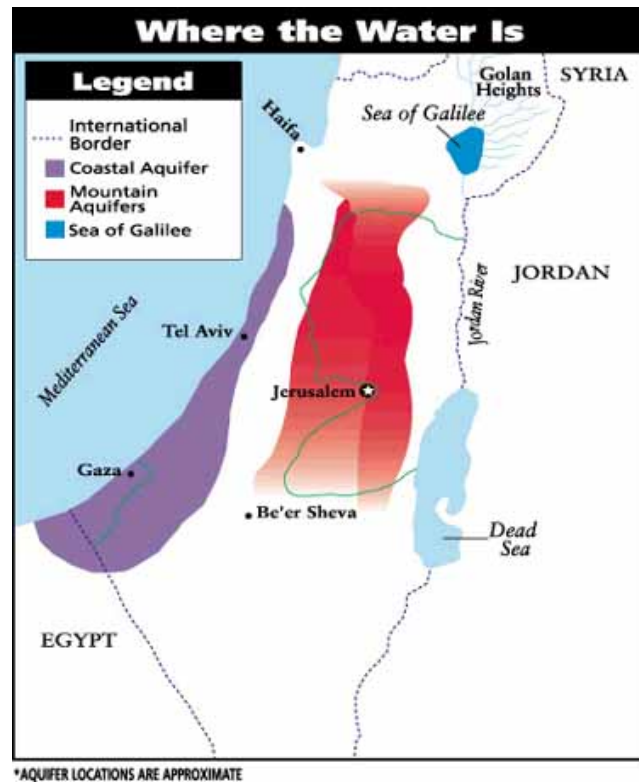 Where the Water Is
Legend
International
Border
Coastal Aquifer
Mountain
Aquifers
Sea of Galilee
Golan
Heights
SYRIA
Haifa
Sea of Galilee
JORDAN
Jordan River
Mediterranean Sea
Tel Aviv
Jerusalem
Gaza
Be'er Sheva
Dead
Sea
EGYPT
*AQUIFER LOCATIONS ARE APPROXIMATE